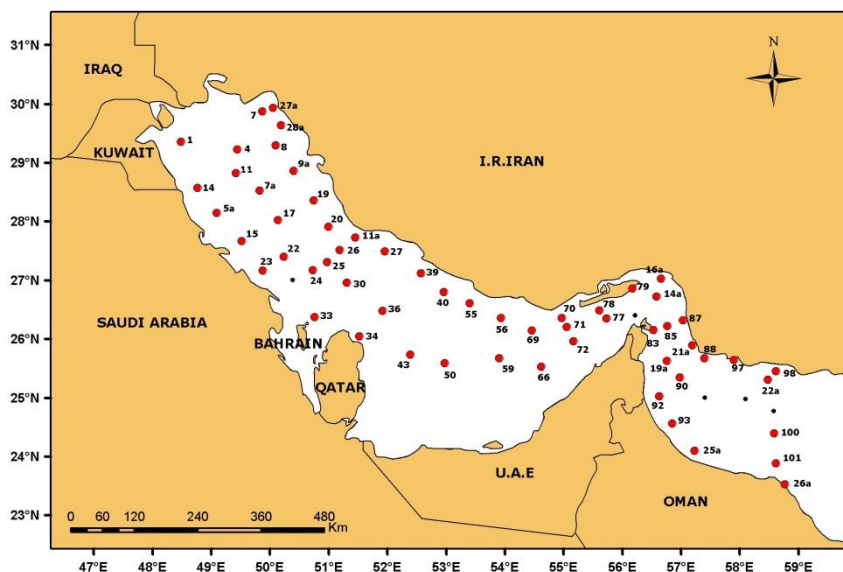 31°N
30°N
29°N
28°N
27°N
26°N
25°N
24°N
23°N
N
IRAQ
KUWAIT
I.R.IRAN
SAUDI ARABIA
BAHRAIN
QATAR
U.A.E
OMAN
27a
7
28a
1
4
8
9a
11
7a
14
5a
19
17
20
15
11a
22
26
27
23
24
25
30
39
40
16a
79
14a
33
36
55
56
70
78
77
71
69
72
87
83
85
34
43
50
59
66
21a
88
19a
97
98
90
22a
92
93
100
25a
101
26a
0 60 120 240 360 480
Km
47°E 48°E 49°E 50°E 51°E 52°E 53°E 54°E 55°E 56°E 57°E 58°E 59°E